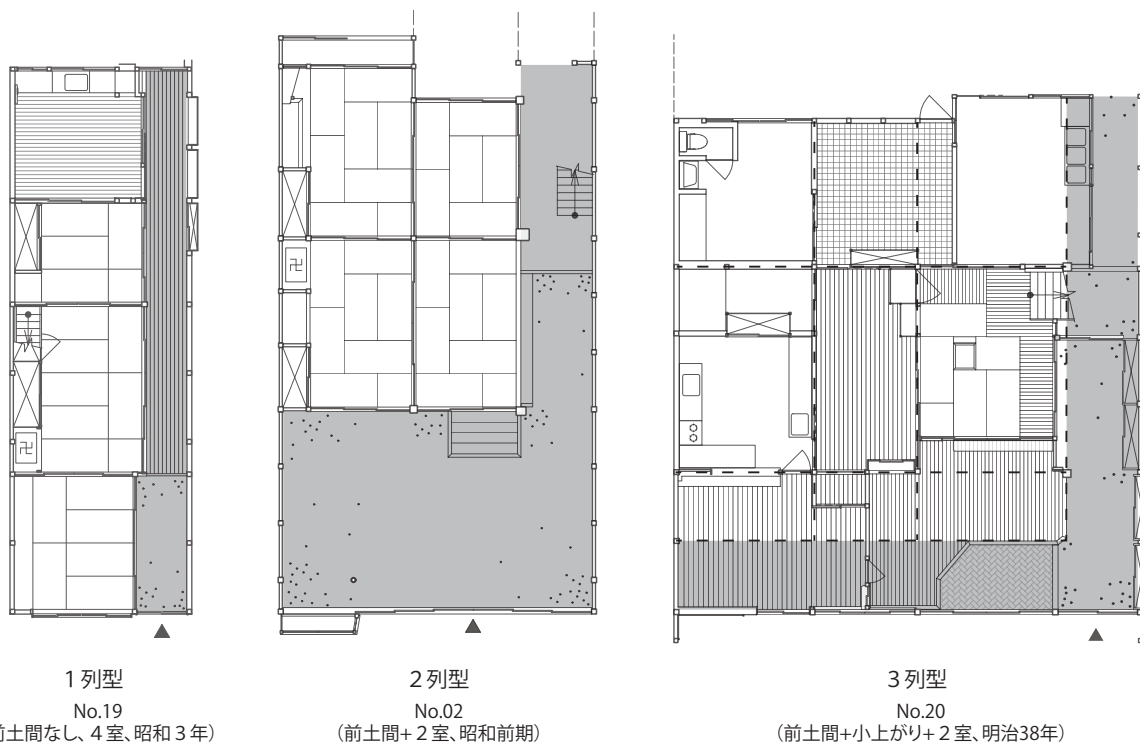 卍
卍
1列型
No.19
前土間なし、4室、昭和3年）
2列型
No.02
（前土間+2室、昭和前期）
3列型
No.20
（前土間+小上がり+2室、明治38年）